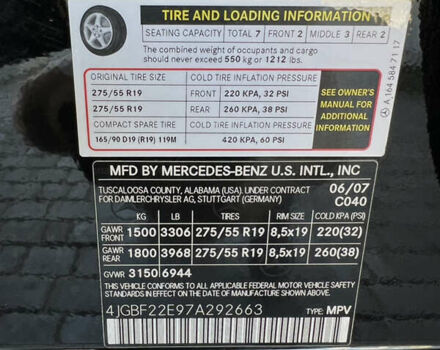 TIRE AND LOADING INFORMATION
SEATING CAPACITY TOTAL 7 FRONT 2 MIDDLE 3 REAR 2
The combined weight of occupants and cargo
should never exceed 550 kg or 1212 lbs.
ORIGINAL TIRE SIZE COLD TIRE INFLATION PRESSURE
275/55 R19 FRONT 220 KPA, 32 PSI
275/55 R19 REAR 260 KPA, 38 PSI
COMPACT SPARE TIRE COLD TIRE INFLATION PRESSURE
165/90 D19 (R19) 119M 420 KPA, 60 PSI
SEE OWNER'S
MANUAL FOR
ADDITIONAL
INFORMATION
A 164 584 71 17
MFD BY MERCEDES-BENZ U.S. INTL., INC
TUSCALOOSA COUNTY, ALABAMA (USA). UNDER CONTRACT 06/07
FOR DAIMLERCHRYSLER AG, STUTTGART (GERMANY) C040
KG LB TIRES RIM SIZE COLD KPA (PSI)
GAWR FRONT 1500 3306 275/55 R19 8,5x19 220(32)
GAWR REAR 1800 3968 275/55 R19 8,5x19 260(38)
GVWR 3150 6944
THIS VEHICLE CONFORMS TO ALL APPLICABLE FEDERAL MOTOR
VEHICLE SAFETY STANDARDS IN EFFECT ON THE DATE OF
MANUFACTURE SHOWN ABOVE.
4JGBF22E97A292663 TYPE: MPV